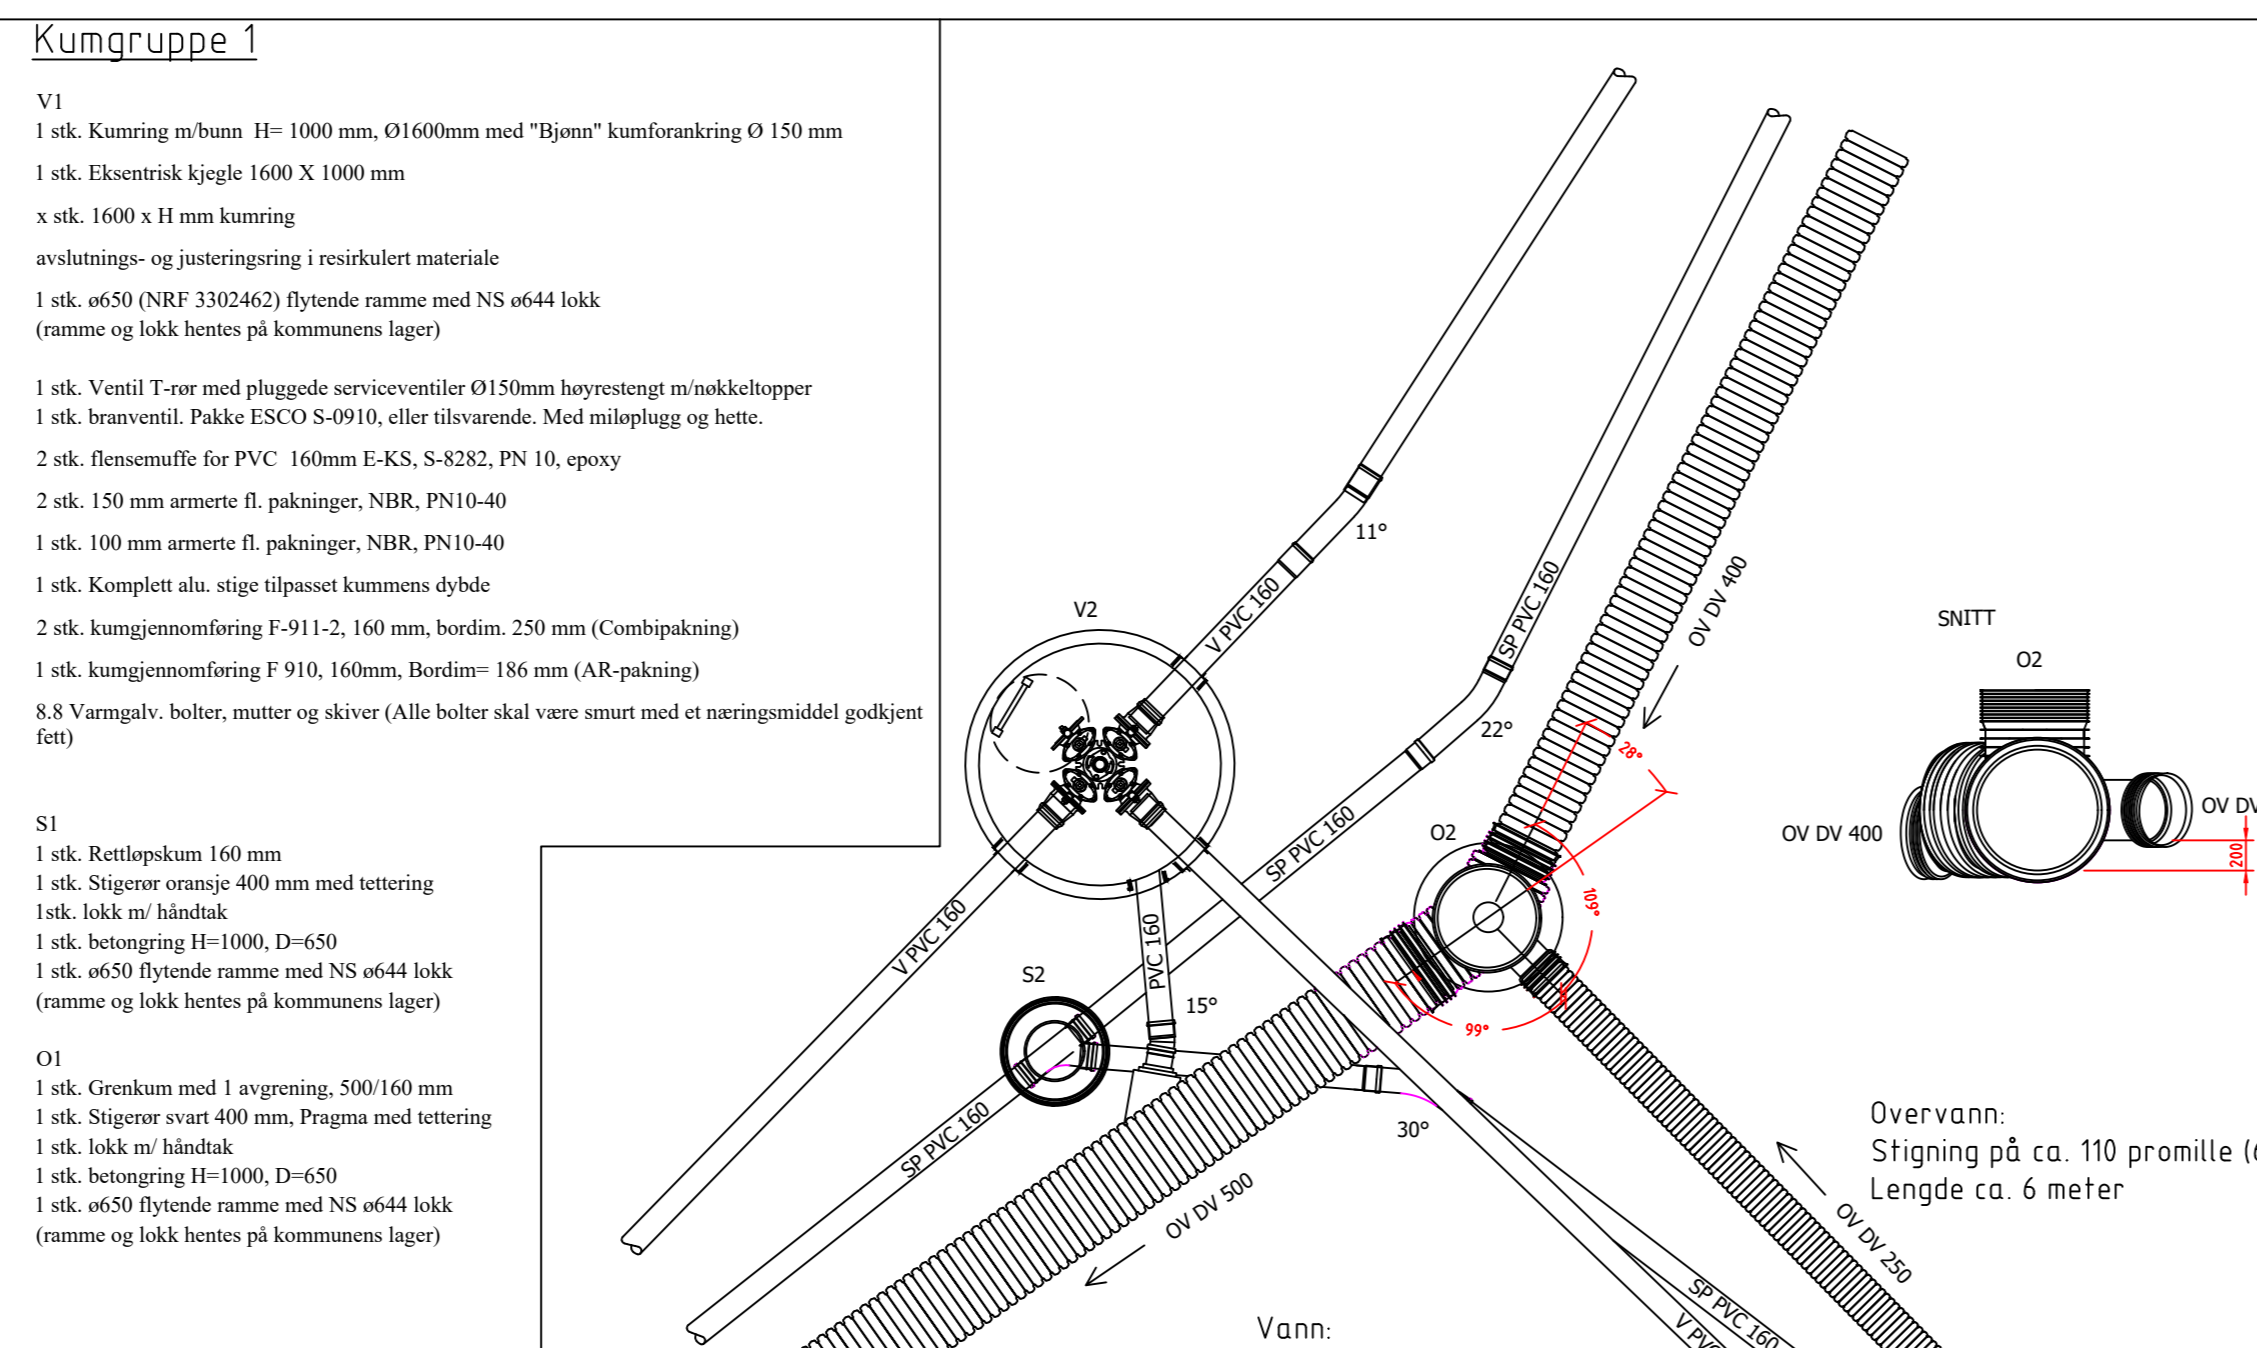 Kumgruppe 1
V1
1 stk. Kumring m/bunn H= 1000 mm, Ø1600mm med "Bjønn" kumforankring Ø 150 mm
1 stk. Eksentrisk kjegle 1600 X 1000 mm
x stk. 1600 x H mm kumring
avslutnings- og justeringsring i resirkulert materiale
1 stk. ø650 (NRF 3302462) flytende ramme med NS ø644 lokk
(ramme og lokk hentes på kommunens lager)
1 stk. Ventil T-rør med pluggede serviceventiler Ø150mm høyrestengt m/nøkkeltopper
1 stk. branventil. Pakke ESCO S-0910, eller tilsvarende. Med miløplugg og hette.
2 stk. flensemuffe for PVC 160mm E-KS, S-8282, PN 10, epoxy
2 stk. 150 mm armerte fl. pakninger, NBR, PN10-40
1 stk. 100 mm armerte fl. pakninger, NBR, PN10-40
1 stk. Komplett alu. stige tilpasset kummens dybde
2 stk. kumgjennomføring F-911-2, 160 mm, bordim. 250 mm (Combipakning)
1 stk. kumgjennomføring F 910, 160mm, Bordim= 186 mm (AR-pakning)
8.8 Varmgalv. bolter, mutter og skiver (Alle bolter skal være smurt med et næringsmiddel godkjent
fett)
S1
1 stk. Rettløpskum 160 mm
1 stk. Stigerør oransje 400 mm med tettering
1stk. lokk m/ håndtak
1 stk. betongring H=1000, D=650
1 stk. ø650 flytende ramme med NS ø644 lokk
(ramme og lokk hentes på kommunens lager)
O1
1 stk. Grenkum med 1 avgrening, 500/160 mm
1 stk. Stigerør svart 400 mm, Pragma med tettering
1 stk. lokk m/ håndtak
1 stk. betongring H=1000, D=650
1 stk. ø650 flytende ramme med NS ø644 lokk
(ramme og lokk hentes på kommunens lager)
11°
V PVC 160
V2
SP PVC 160
OV DV 400
22°
28°
SP PVC 160
O2
109°
99°
V PVC 160
PVC 160
S2
15°
30°
SP PVC 160
OV DV 500
SNITT
O2
OV DV 400
OV DV
200
Overvann:
Stigning på ca. 110 promille (6
Lengde ca. 6 meter
OV DV 250
SP PVC 160
V PVC
Vann: